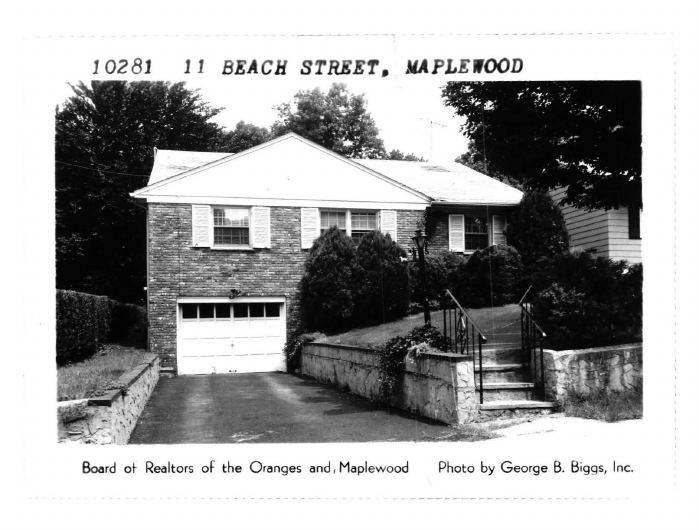 10281 11 BEACH STREET, MAPLEWOOD
Board of Realtors of the Oranges and, Maplewood Photo by George B. Biggs, Inc.